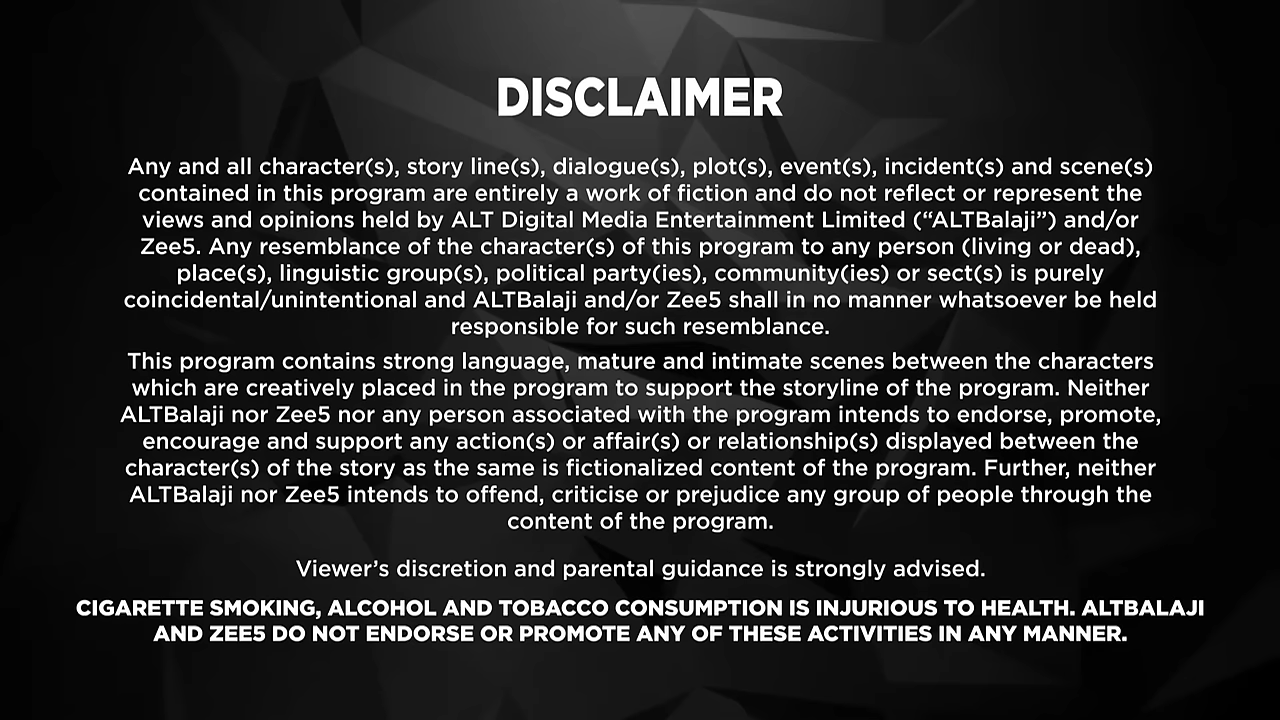 DISCLAIMER
Any and all character(s), story line(s), dialogue(s), plot(s), event(s), incident(s) and scene(s)
contained in this program are entirely a work of fiction and do not reflect or represent the
views and opinions held by ALT Digital Media Entertainment Limited (“ALTBalaji”) and/or
Zee5. Any resemblance of the character(s) of this program to any person (living or dead),
place(s), linguistic group(s), political party(ies), community(ies) or sect(s) is purely
coincidental/unintentional and ALTBalaji and/or Zee5 shall in no manner whatsoever be held
responsible for such resemblance.
This program contains strong language, mature and intimate scenes between the characters
which are creatively placed in the program to support the storyline of the program. Neither
ALTBalaji nor Zee5 nor any person associated with the program intends to endorse, promote,
encourage and support any action(s) or affair(s) or relationship(s) displayed between the
character(s) of the story as the same is fictionalized content of the program. Further, neither
ALTBalaji nor Zee5 intends to offend, criticise or prejudice any group of people through the
content of the program.
Viewer’s discretion and parental guidance is strongly advised.
CIGARETTE SMOKING, ALCOHOL AND TOBACCO CONSUMPTION IS INJURIOUS TO HEALTH. ALTBALAJI
AND ZEE5 DO NOT ENDORSE OR PROMOTE ANY OF THESE ACTIVITIES IN ANY MANNER.